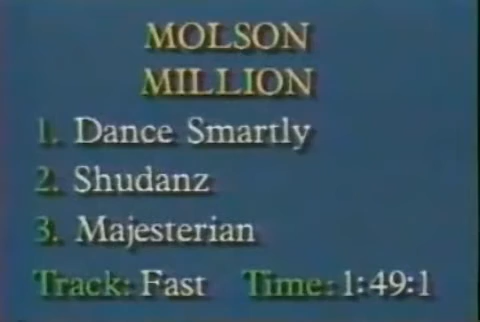 MOLSON
MILLION
1. Dance Smartly
2. Shudanz
3. Majesterian
Track: Fast Time: 1:49:1